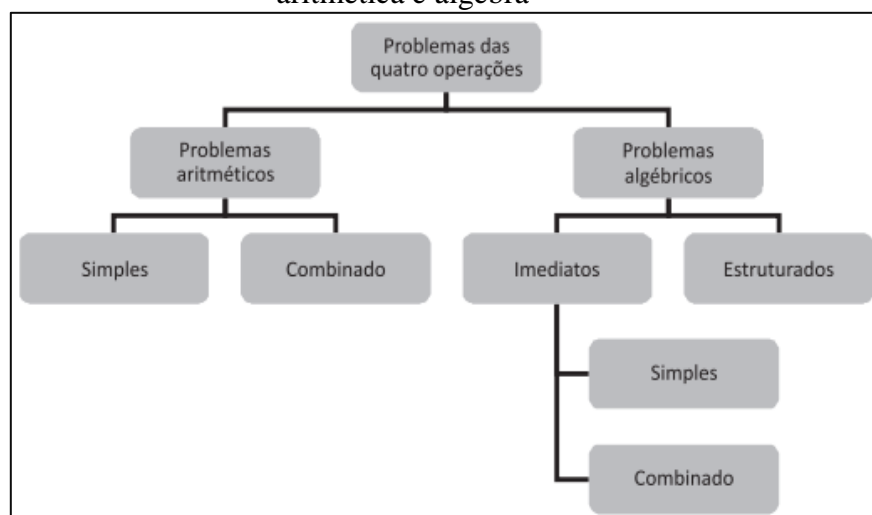 aritmética e álgebra
Problemas das
quatro operações
Problemas
aritméticos
Problemas
algébricos
Simples
Combinado
Imediatos
Estruturados
Simples
Combinado